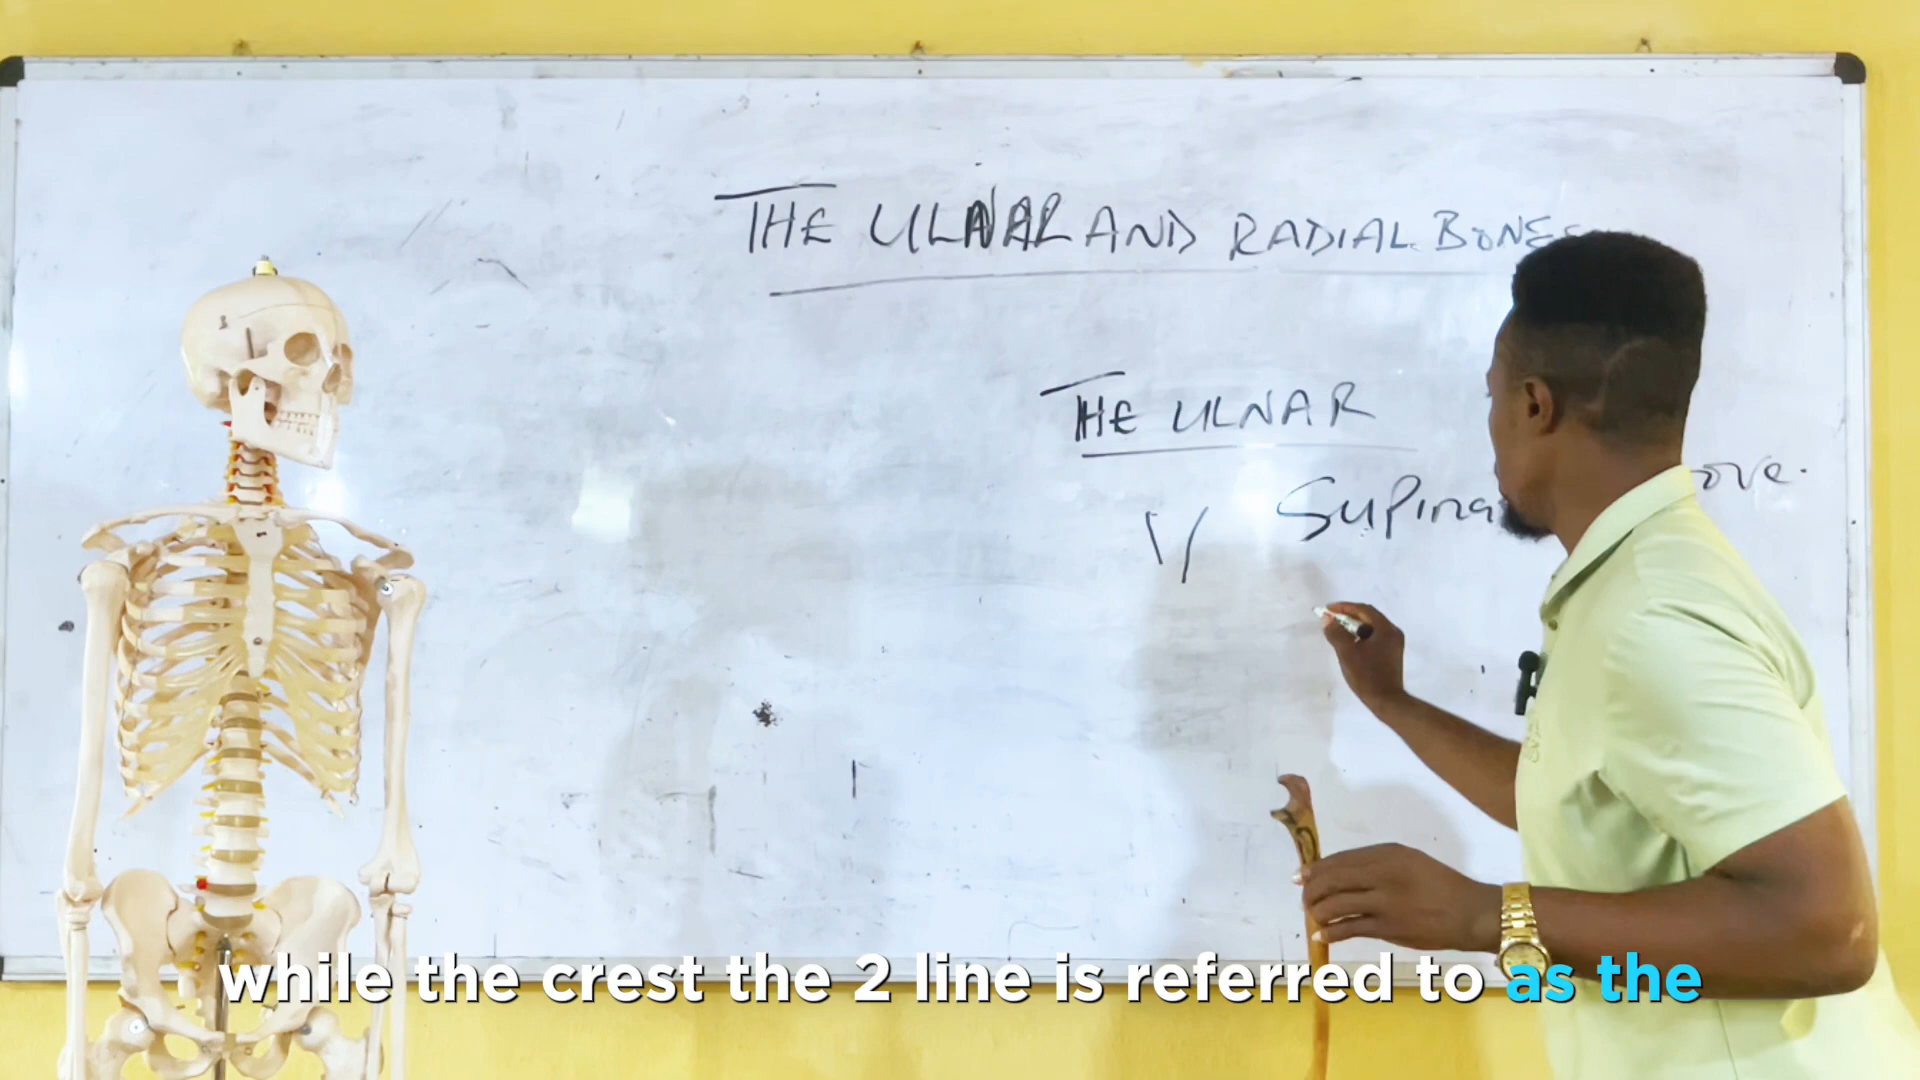 THE ULNAR AND RADIAL BONES
THE ULNAR
Supina ove.
while the crest the 2 line is referred to as the